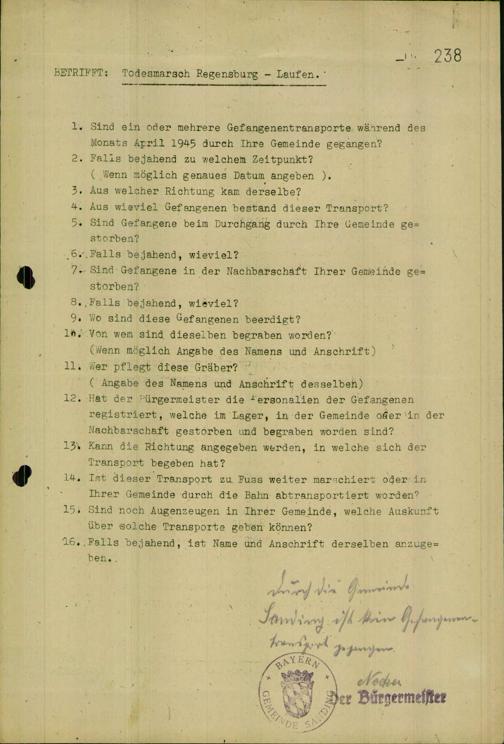 238
BETRIFFT: Todesmarsch Regensburg - Laufen.
1. Sind ein oder mehrere Gefangenentransporte während des
Monats April 1945 durch Ihre Gemeinde gegangen?
2. Falls bejahend zu welchem Zeitpunkt?
( Wenn möglich genaues Datum angeben ).
3. Aus welcher Richtung kam derselbe?
4. Aus wieviel Gefangenen bestand dieser Transport?
5. Sind Gefangene beim Durchgang durch Ihre Gemeinde ge=
storben?
6. Falls bejahend, wieviel?
7. Sind Gefangene in der Nachbarschaft Ihrer Gemeinde ge=
storben?
8. Falls bejahend, wieviel?
9. Wo sind diese Gefangenen beerdigt?
10. Von wem sind dieselben begraben worden?
(Wenn möglich Angabe des Namens und Anschrift)
11. Wer pflegt diese Gräber?
( Angabe des Namens und Anschrift desselben)
12. Hat der Bürgermeister die Personalien der Gefangenen
registriert, welche im Lager, in der Gemeinde oder in der
Nachbarschaft gestorben und begraben worden sind?
13. Kann die Richtung angegeben werden, in welche sich der
Transport begeben hat?
14. Ist dieser Transport zu Fuss weiter marschiert oder in
Ihrer Gemeinde durch die Bahn abtransportiert worden?
15. Sind noch Augenzeugen in Ihrer Gemeinde, welche Auskunft
über solche Transporte geben können?
16. Falls bejahend, ist Name und Anschrift derselben anzuge=
ben.
Durch die Gemeinde
Sanding ist kein Gefangenen-
transport gegangen.
BAYERN
GEMEINDE SANDING
Der Bürgermeister